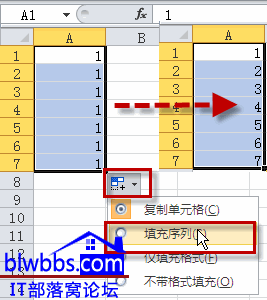 A1 fx 1
A B A
1 1 1 1
2 1 2 2
3 1 3 3
4 1 4 4
5 1 5 5
6 1 6 6
7 1 7 7
8
9 复制单元格(C)
10 填充序列
11 仅填充格式(F)
不带格式填充(O)
blwbbs.com
IT部落窝论坛